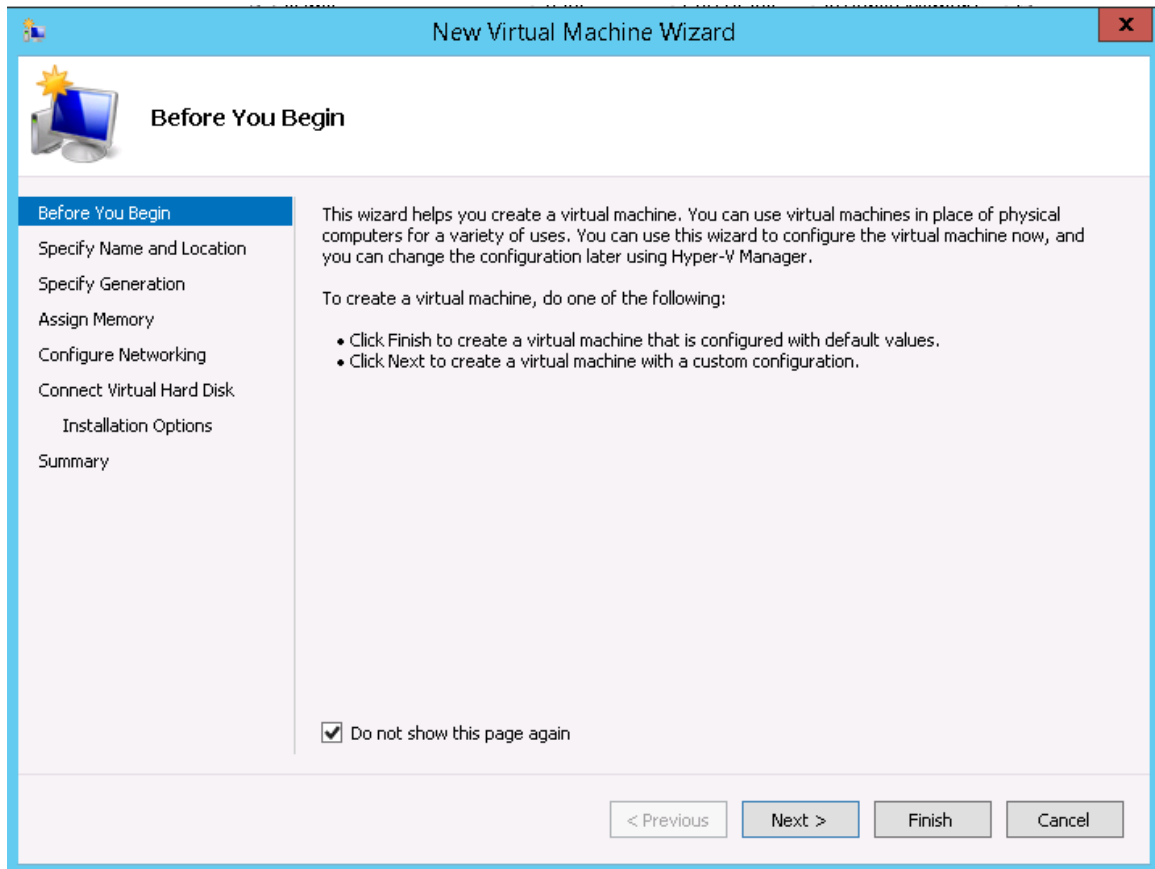 New Virtual Machine Wizard
x
Before You Begin
Before You Begin
Specify Name and Location
Specify Generation
Assign Memory
Configure Networking
Connect Virtual Hard Disk
Installation Options
Summary
This wizard helps you create a virtual machine. You can use virtual machines in place of physical
computers for a variety of uses. You can use this wizard to configure the virtual machine now, and
you can change the configuration later using Hyper-V Manager.
To create a virtual machine, do one of the following:
• Click Finish to create a virtual machine that is configured with default values.
• Click Next to create a virtual machine with a custom configuration.
Do not show this page again
< Previous
Next >
Finish
Cancel